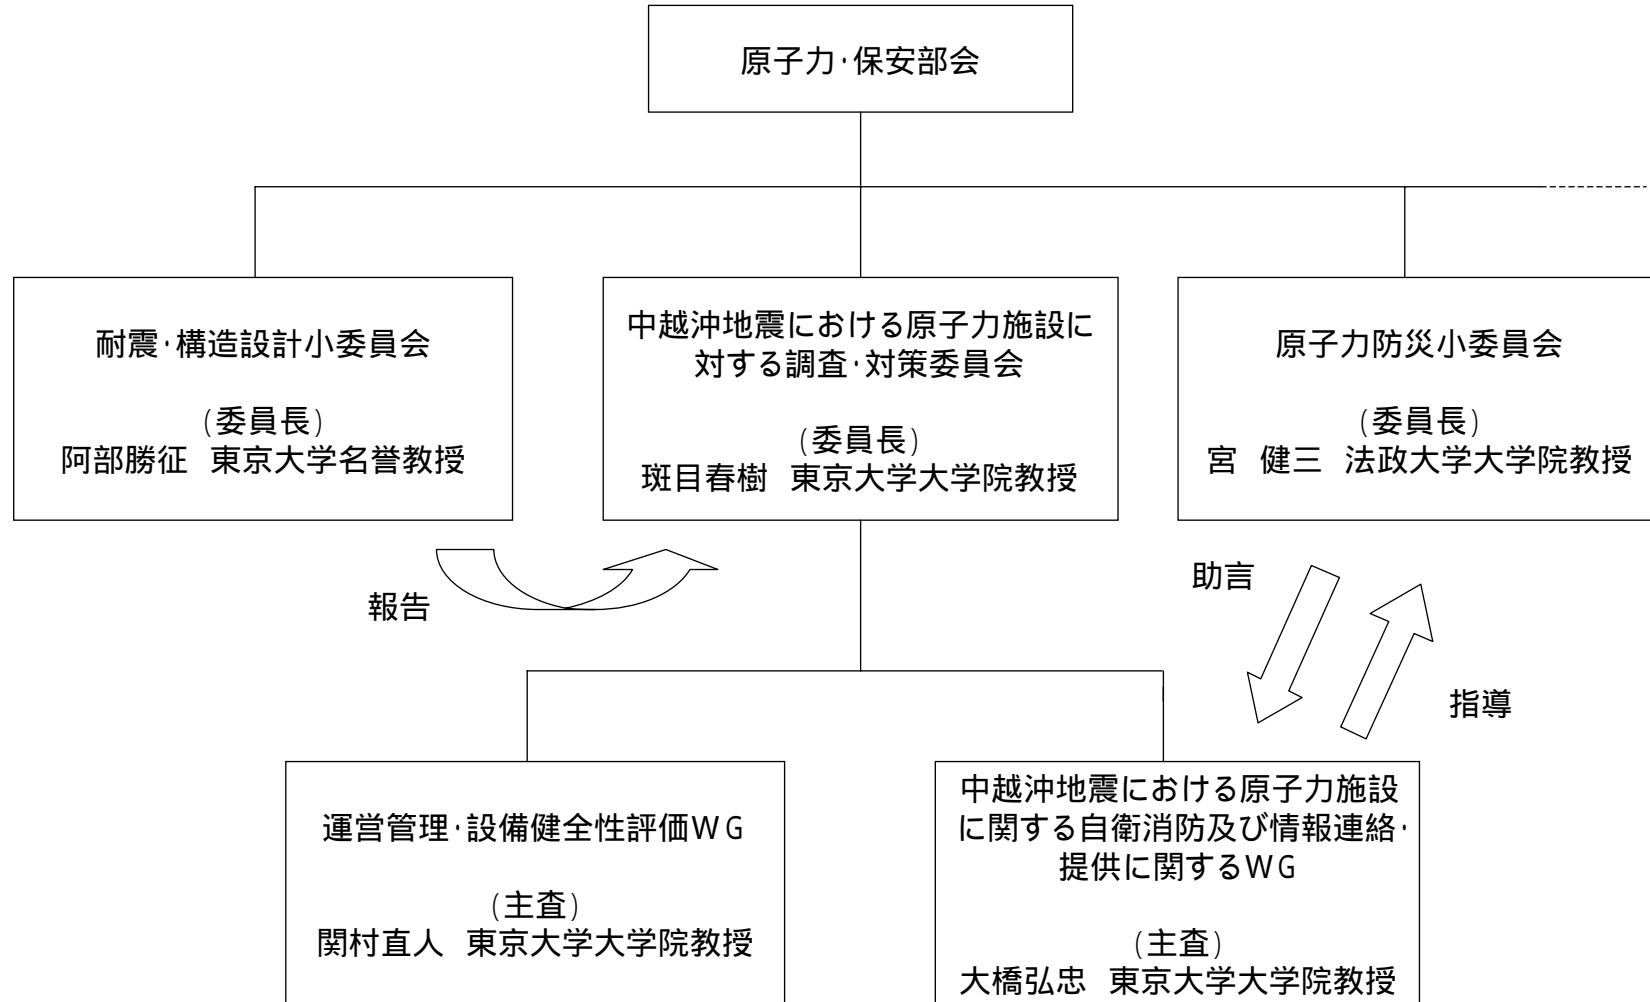 原子力・保安部会
耐震・構造設計小委員会
(委員長)
阿部勝征 東京大学名誉教授
中越沖地震における原子力施設に
対する調査・対策委員会
(委員長)
斑目春樹 東京大学大学院教授
原子力防災小委員会
(委員長)
宮 健三 法政大学大学院教授
報告
助言
指導
運営管理・設備健全性評価WG
(主査)
関村直人 東京大学大学院教授
中越沖地震における原子力施設
に関する自衛消防及び情報連絡・
提供に関するWG
(主査)
大橋弘忠 東京大学大学院教授